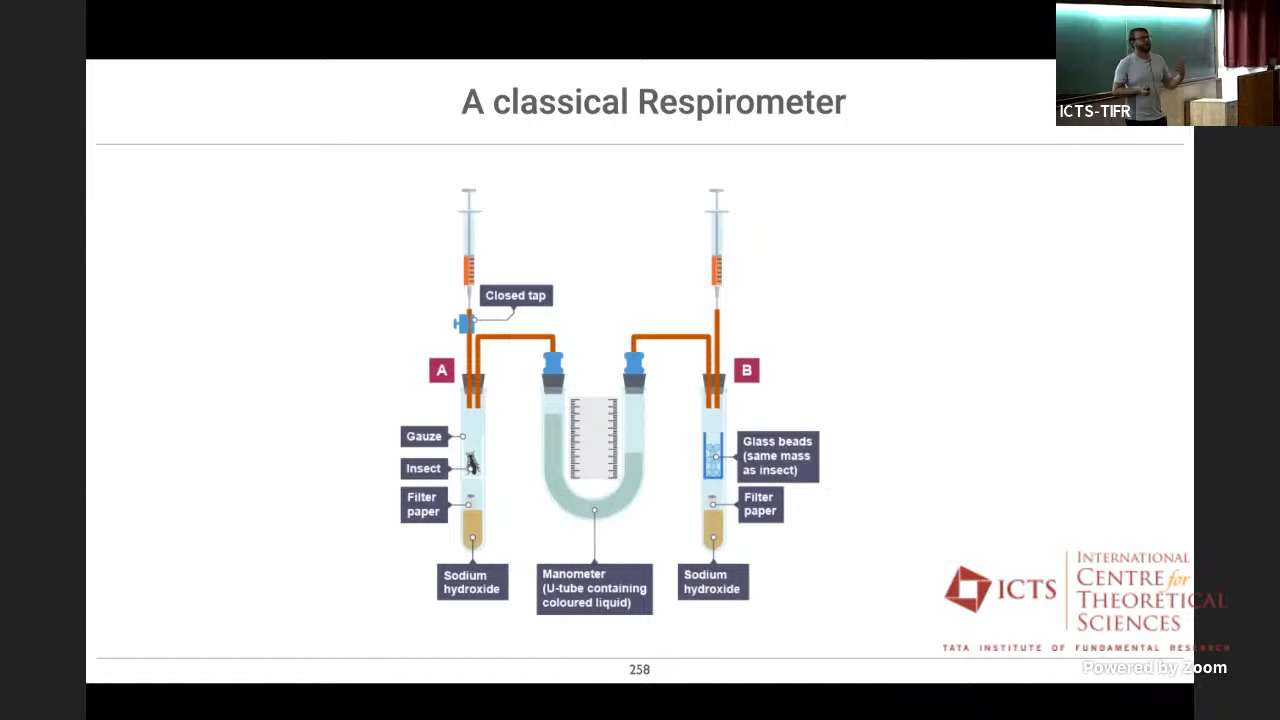 A classical Respirometer
ICTS-TIFR
Closed tap
A
B
Gauze
Insect
Filter
paper
Sodium
hydroxide
Manometer
(U-tube containing
coloured liquid)
Glass beads
(same mass
as insect)
Filter
paper
Sodium
hydroxide
ICTS
INTERNATIONAL
CENTRE for
THEORETICAL
SCIENCES
TATA INSTITUTE OF FUNDAMENTAL RESEARCH
258
Powered by Zoom